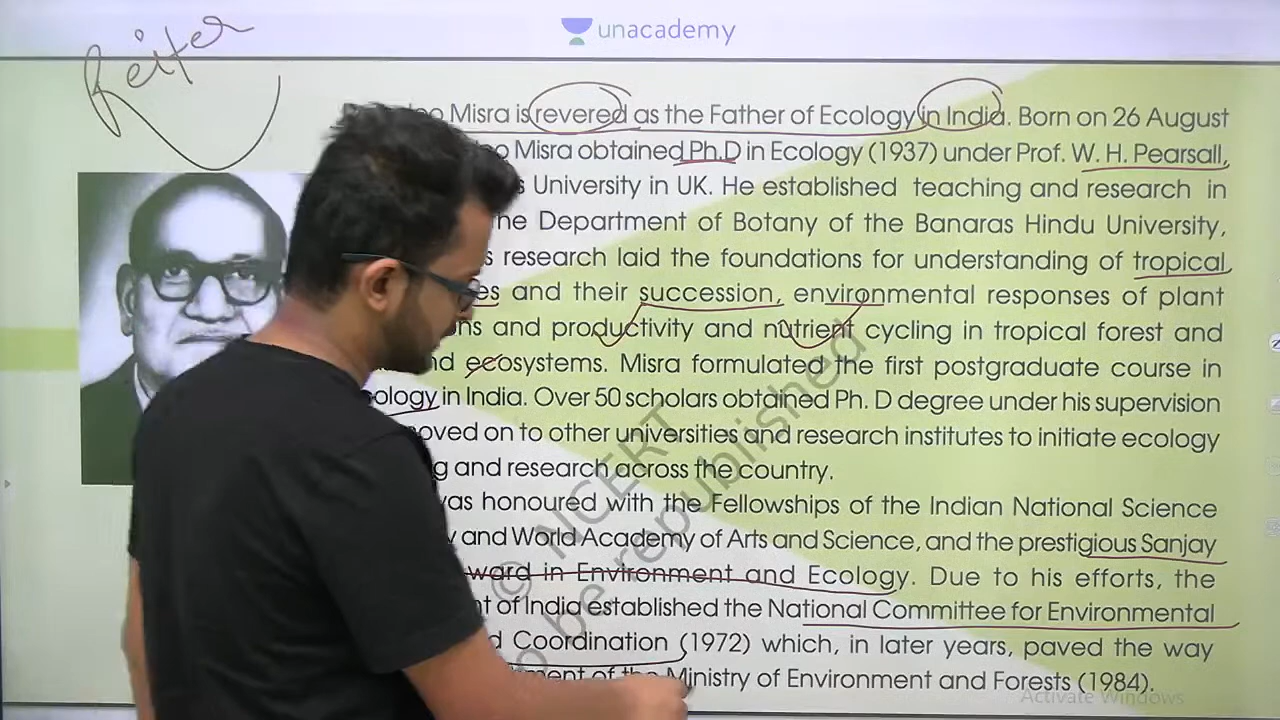 unacademy
Reiter
Misra is revered as the Father of Ecology in India. Born on 26 August
Misra obtained Ph.D in Ecology (1937) under Prof. W. H. Pearsall,
University in UK. He established teaching and research in
the Department of Botany of the Banaras Hindu University,
research laid the foundations for understanding of tropical
and their succession, environmental responses of plant
and productivity and nutrient cycling in tropical forest and
ecosystems. Misra formulated the first postgraduate course in
in India. Over 50 scholars obtained Ph. D degree under his supervision
moved on to other universities and research institutes to initiate ecology
and research across the country.
was honoured with the Fellowships of the Indian National Science
and World Academy of Arts and Science, and the prestigious Sanjay
in Environment and Ecology. Due to his efforts, the
of India established the National Committee for Environmental
Coordination (1972) which, in later years, paved the way
of the Ministry of Environment and Forests (1984).
© NCERT
to be republished
Activate Windows